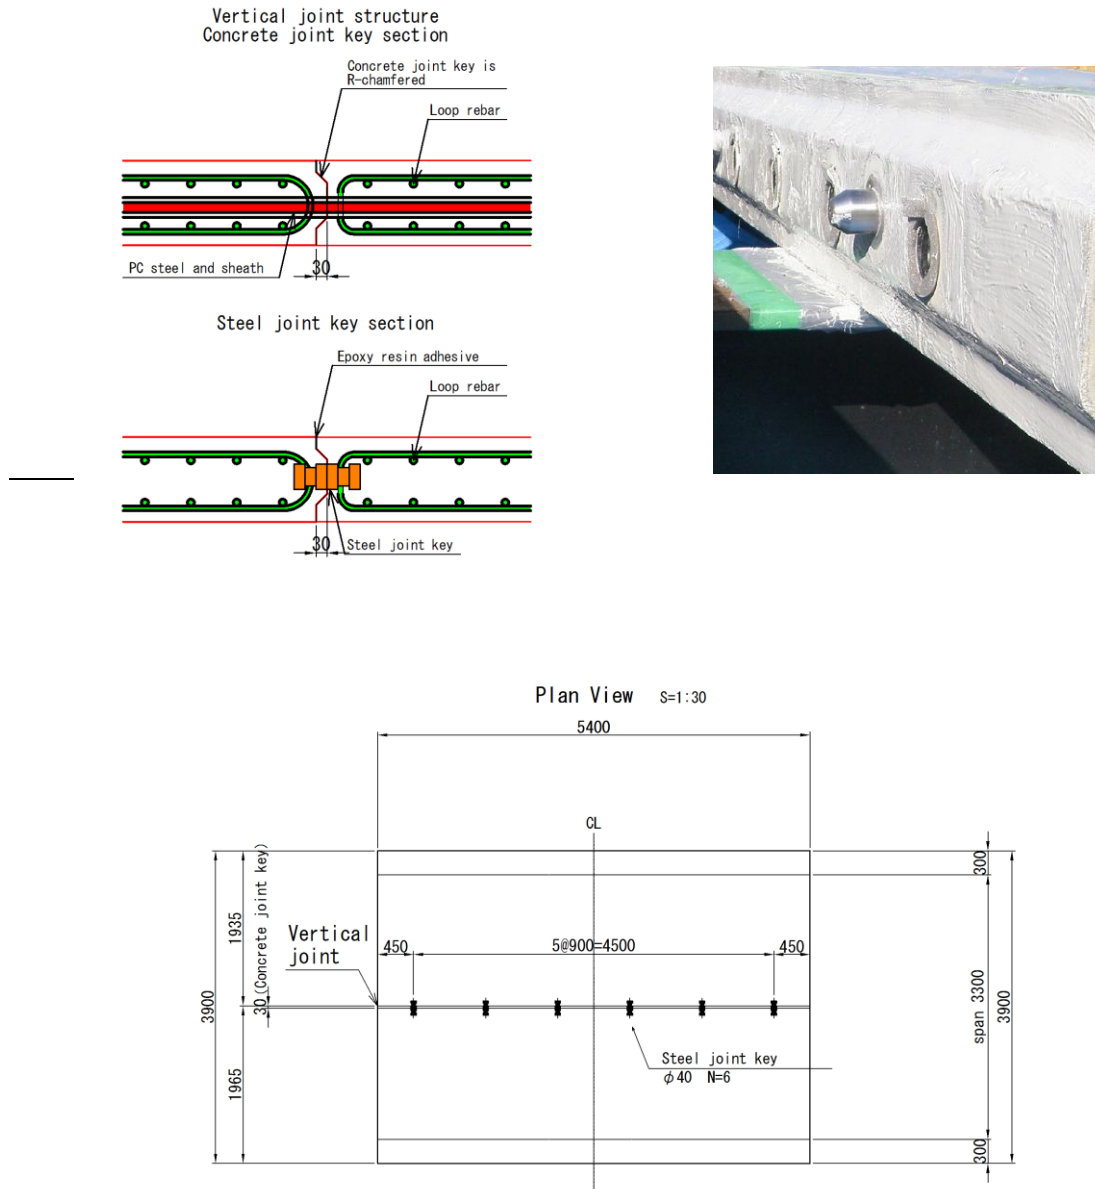 Vertical joint structure
Concrete joint key section
Concrete joint key is
R-chamfered
Loop rebar
PC steel and sheath
30
Steel joint key section
Epoxy resin adhesive
Loop rebar
30
Steel joint key
Plan View S=1:30
5400
CL
300
30(Concrete joint key)
1935
Vertical
joint
450
5@900=4500
450
3900
span 3300
3900
Steel joint key
φ40 N=6
1965
300